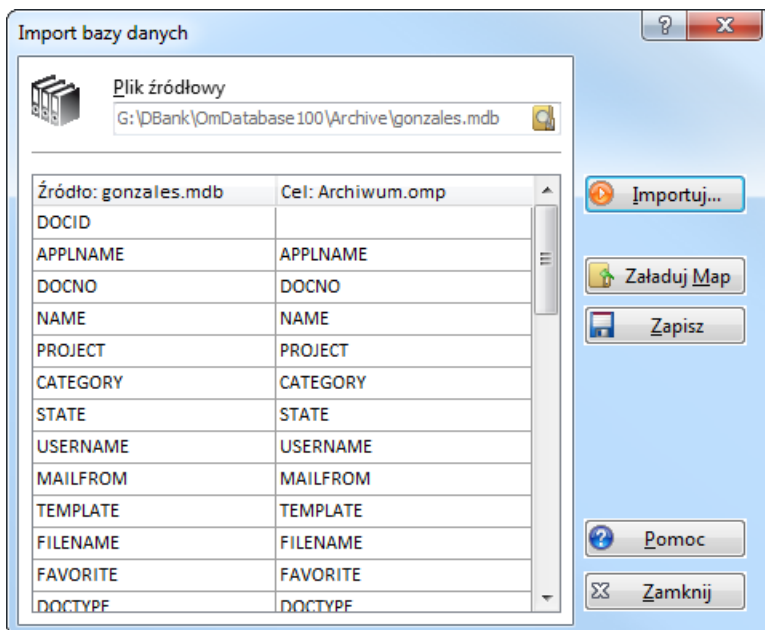 Import bazy danych
Plik źródłowy
G:\DBank\OmDatabase100\Archive\gonzales.mdb
Źródło: gonzales.mdb Cel: Archiwum.omp
DOCID
APPLNAME APPLNAME
DOCNO DOCNO
NAME NAME
PROJECT PROJECT
CATEGORY CATEGORY
STATE STATE
USERNAME USERNAME
MAILFROM MAILFROM
TEMPLATE TEMPLATE
FILENAME FILENAME
FAVORITE FAVORITE
DOCTYPE DOCTYPE
Importuj...
Załaduj Map
Zapisz
Pomoc
Zamknij